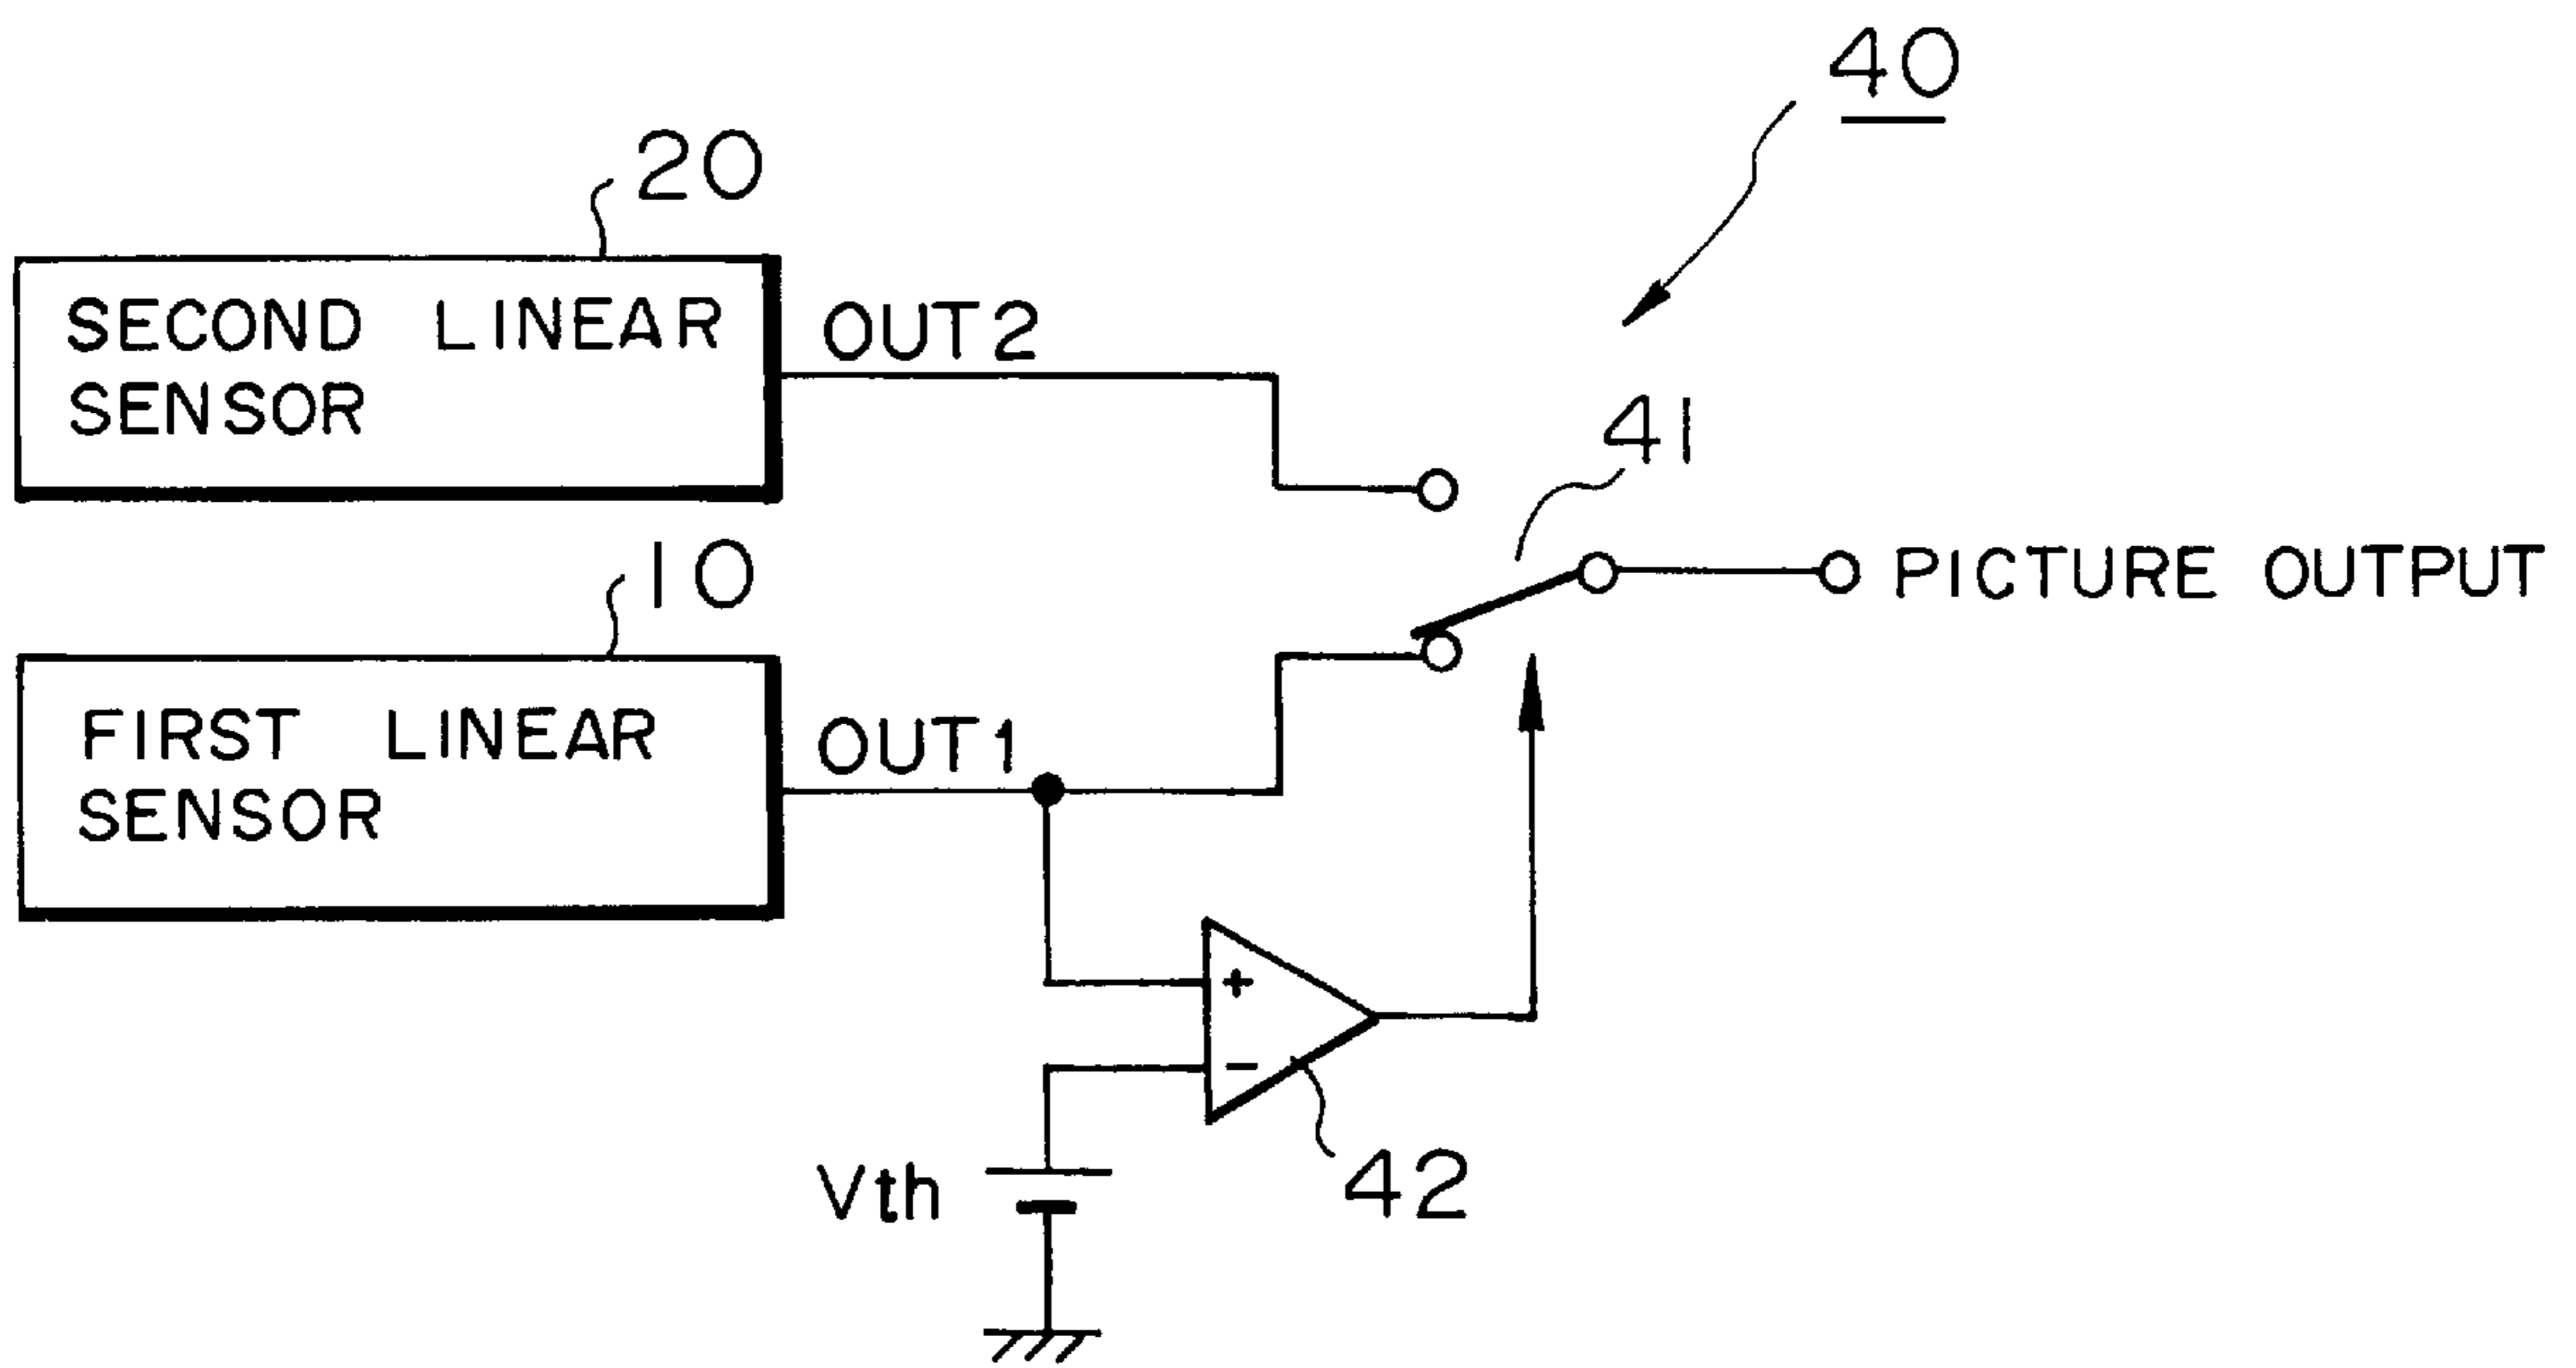 40
20
SECOND LINEAR
SENSOR
OUT2
41
PICTURE OUTPUT
10
FIRST LINEAR
SENSOR
OUT1
+
−
Vth
42